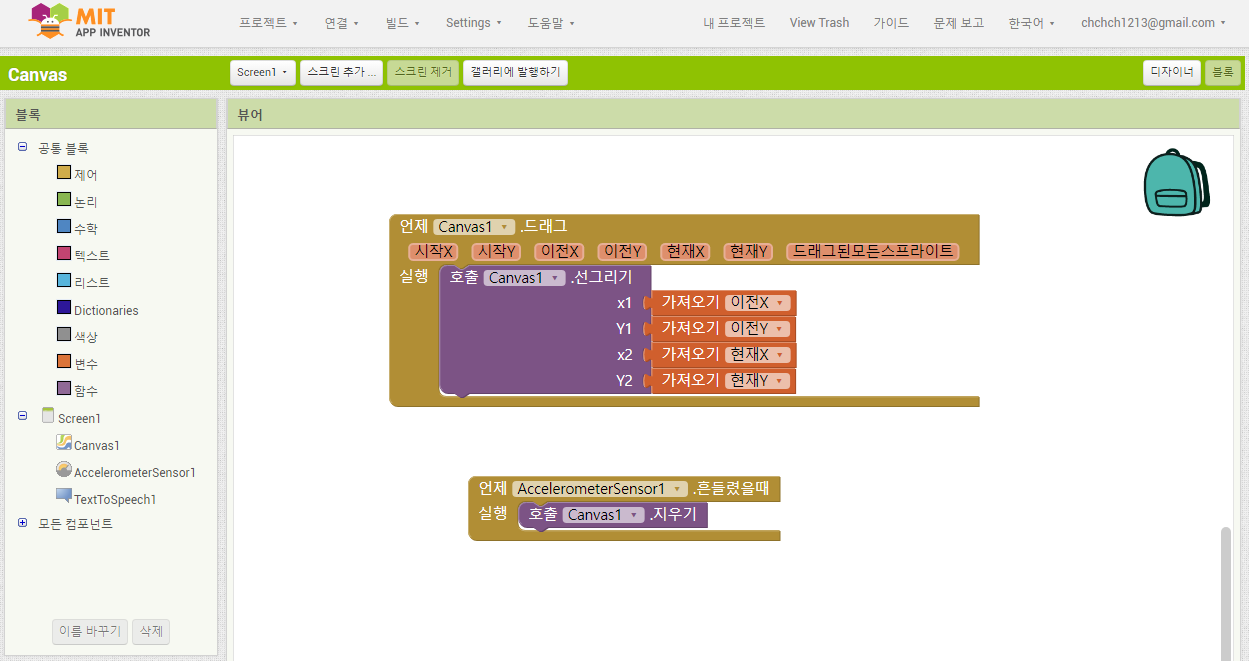 MIT
APP INVENTOR
프로젝트 연결 빌드 Settings 도움말 내 프로젝트 View Trash 가이드 문제 보고 한국어 chchch1213@gmail.com
Canvas Screen1 스크린 추가 ... 스크린 제거 갤러리에 발행하기 디자이너 블록
블록 뷰어
공통 블록
제어
논리
수학
텍스트
리스트
Dictionaries
색상
변수
함수
Screen1
Canvas1
AccelerometerSensor1
TextToSpeech1
모든 컴포넌트
이름 바꾸기 삭제
언제 Canvas1 .드래그
시작X 시작Y 이전X 이전Y 현재X 현재Y 드래그된모든스프라이트
실행 호출 Canvas1 .선그리기
x1 가져오기 이전X
Y1 가져오기 이전Y
x2 가져오기 현재X
Y2 가져오기 현재Y
언제 AccelerometerSensor1 .흔들렸을때
실행 호출 Canvas1 .지우기